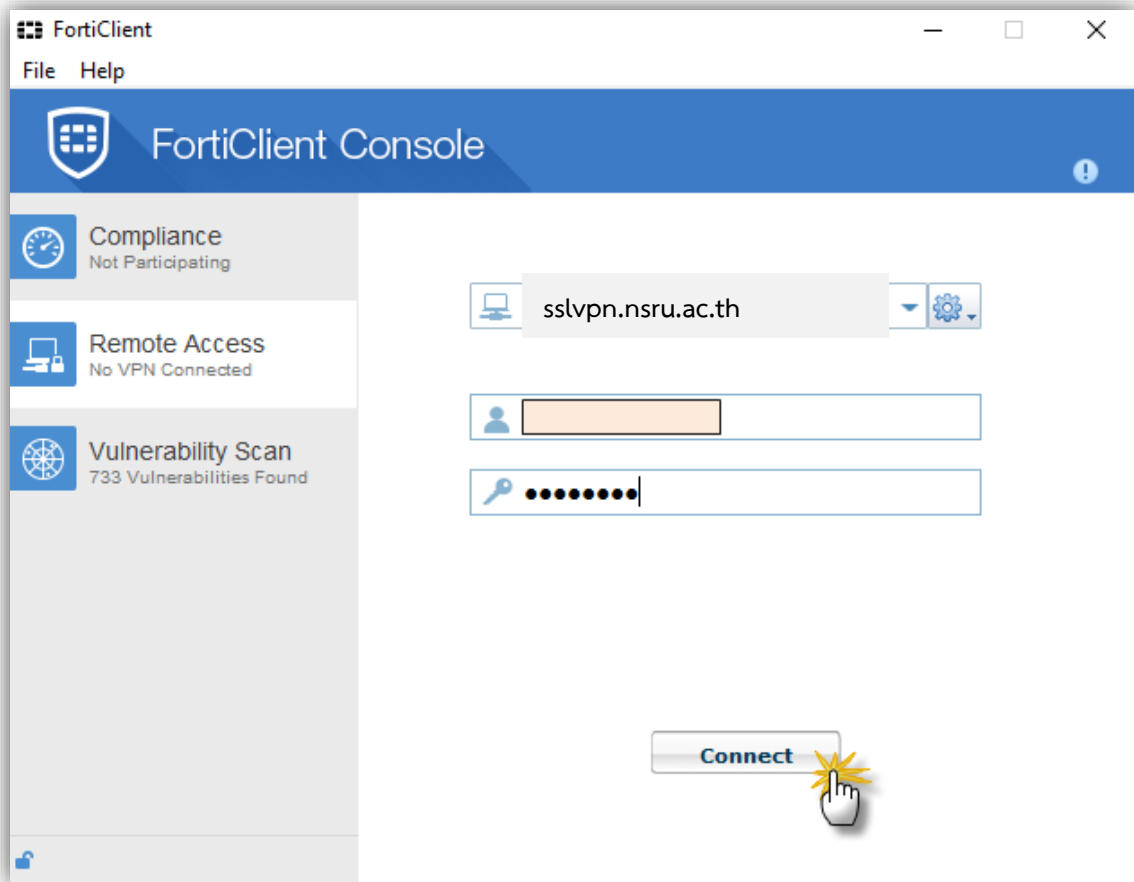 FortiClient
File Help
FortiClient Console
Compliance
Not Participating
Remote Access
No VPN Connected
Vulnerability Scan
733 Vulnerabilities Found
sslvpn.nsru.ac.th
••••••••
Connect